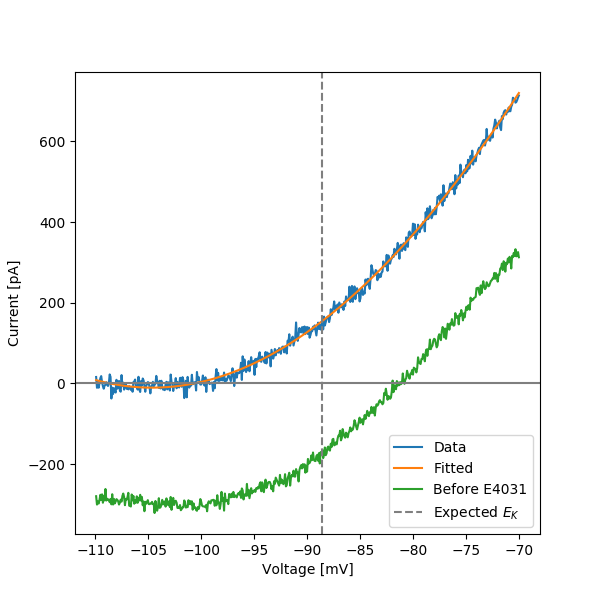 600
400
200
0
−200
−110
−105
−100
−95
−90
−85
−80
−75
−70
Current [pA]
Voltage [mV]
Data
Fitted
Before E4031
Expected E_K